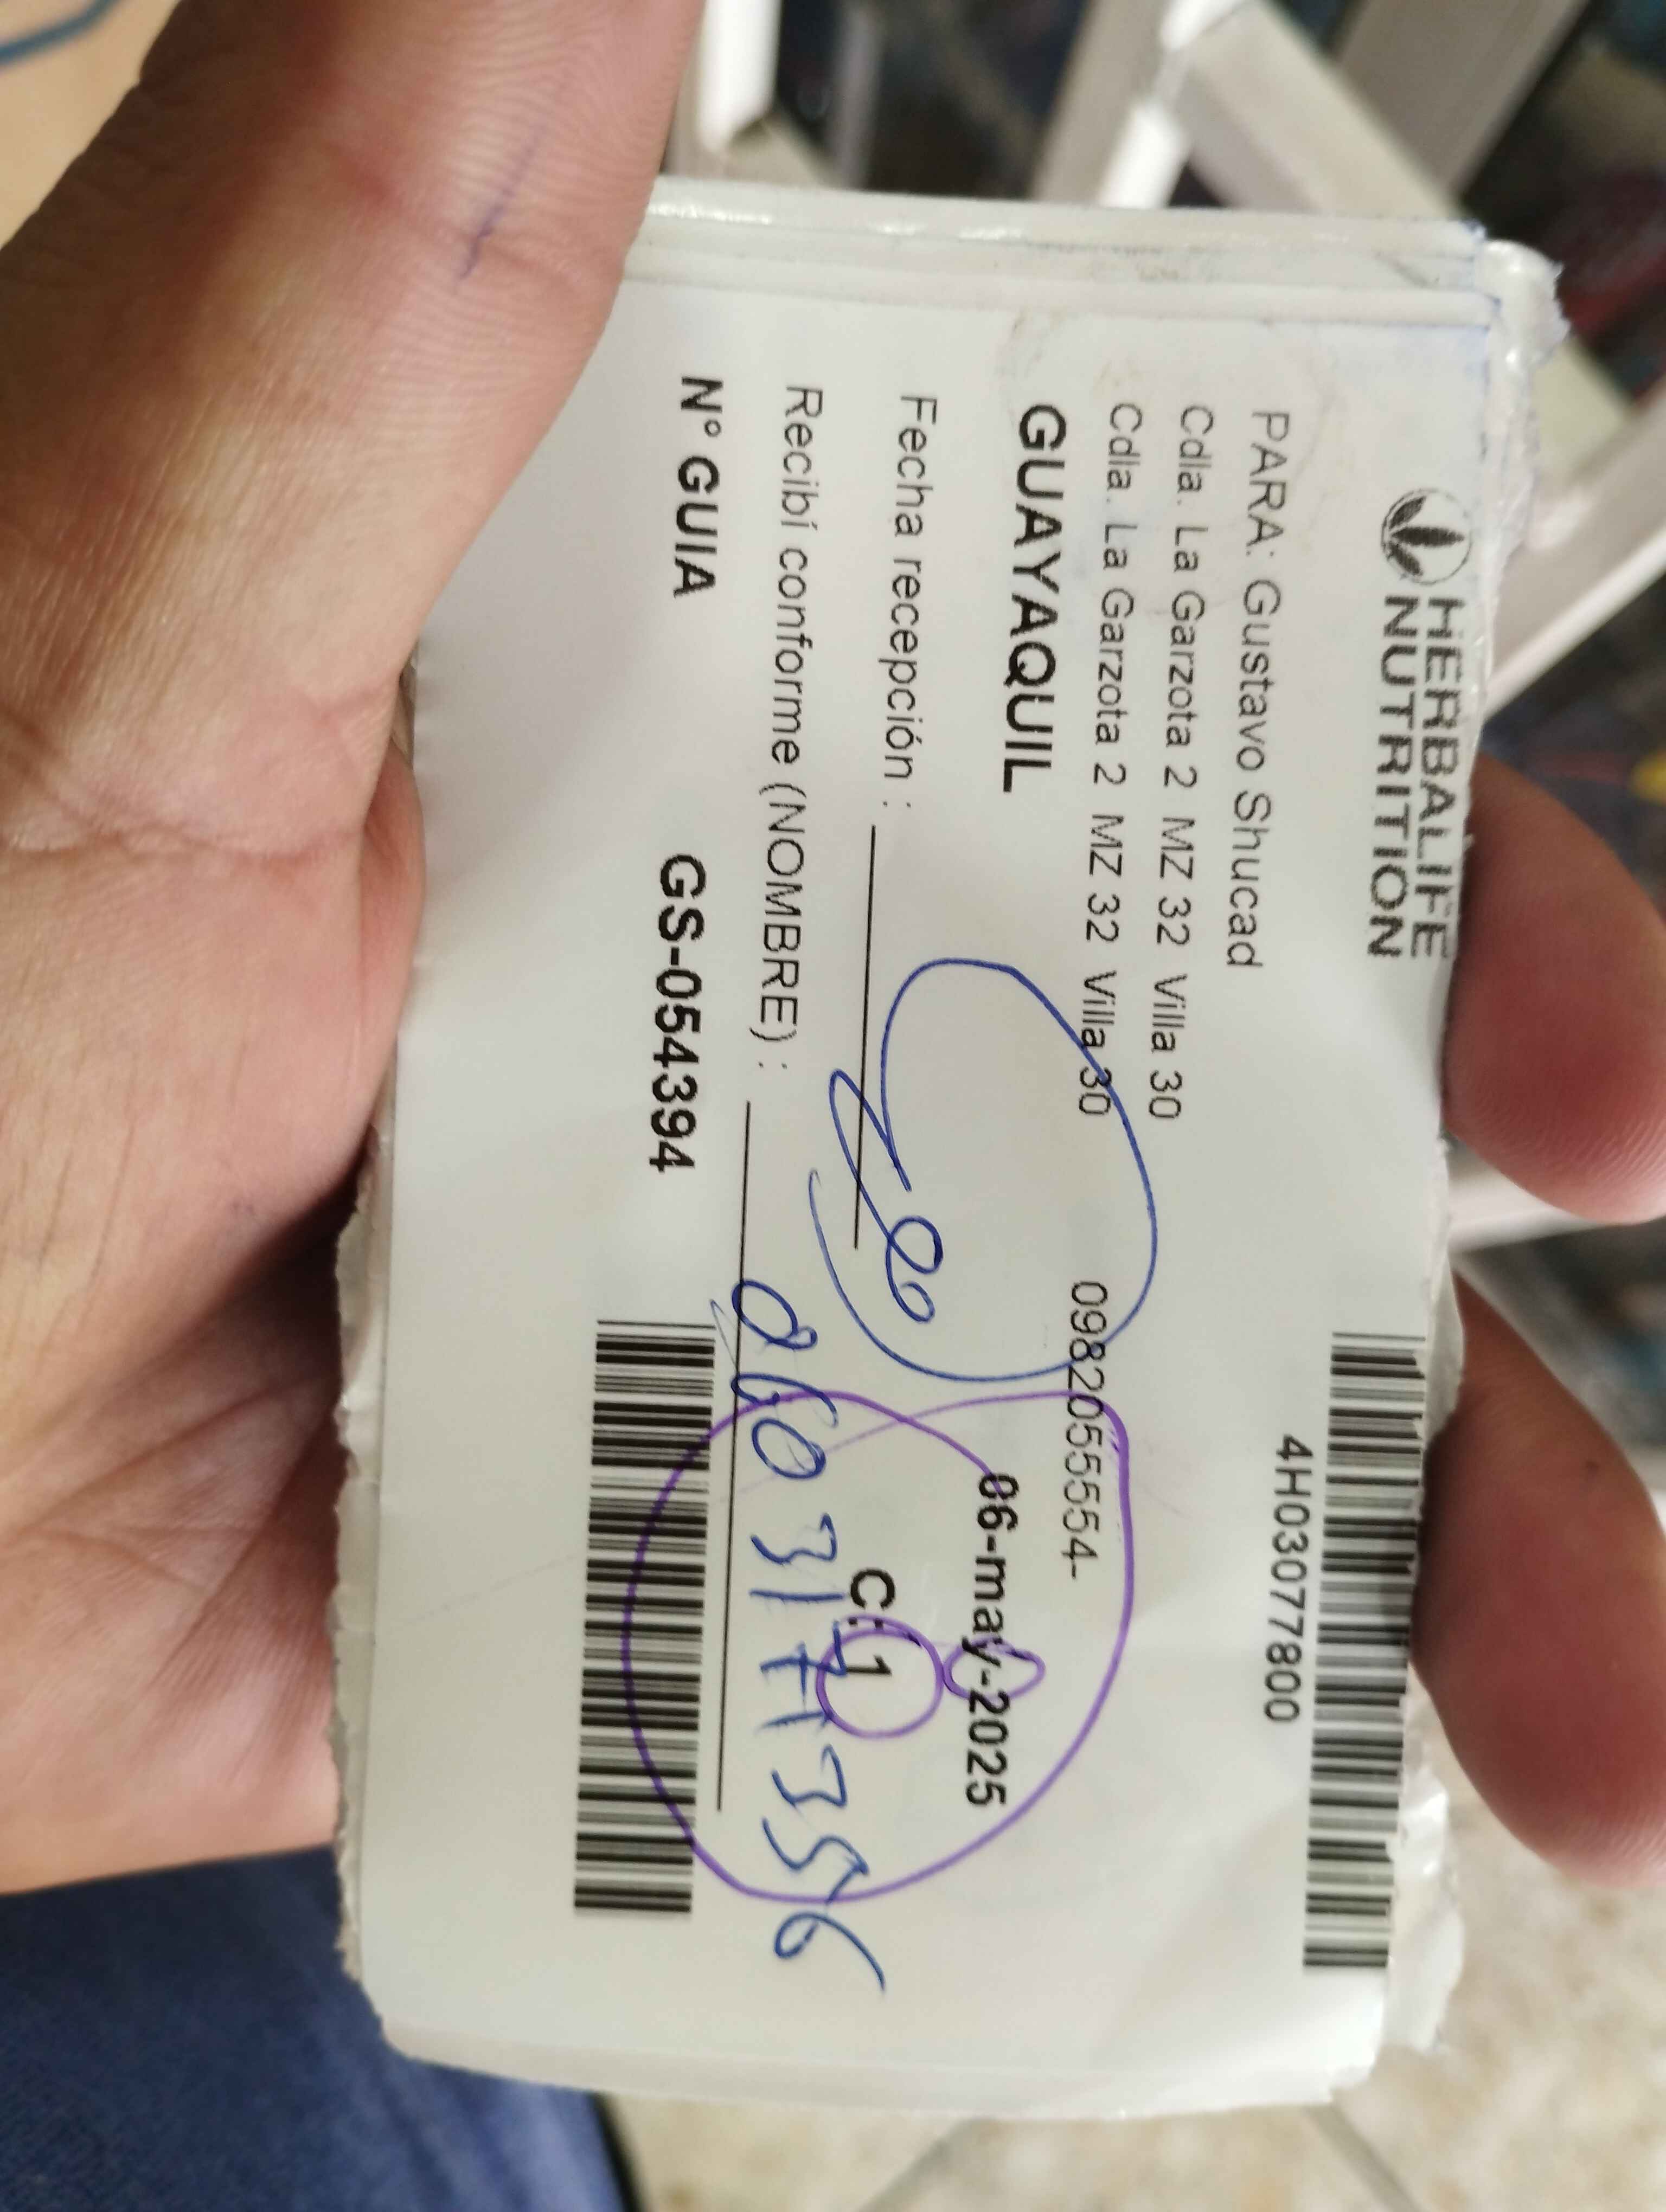 HERBALIFE
NUTRITION
4H03077800
PARA: Gustavo Shucad
Cdla. La Garzota 2 MZ 32 Villa 30
Cdla. La Garzota 2 MZ 32 Villa 30 0982055554-
GUAYAQUIL 06-may-2025
Fecha recepción :
C: 1
Recibí conforme (NOMBRE) :
N° GUIA GS-054394